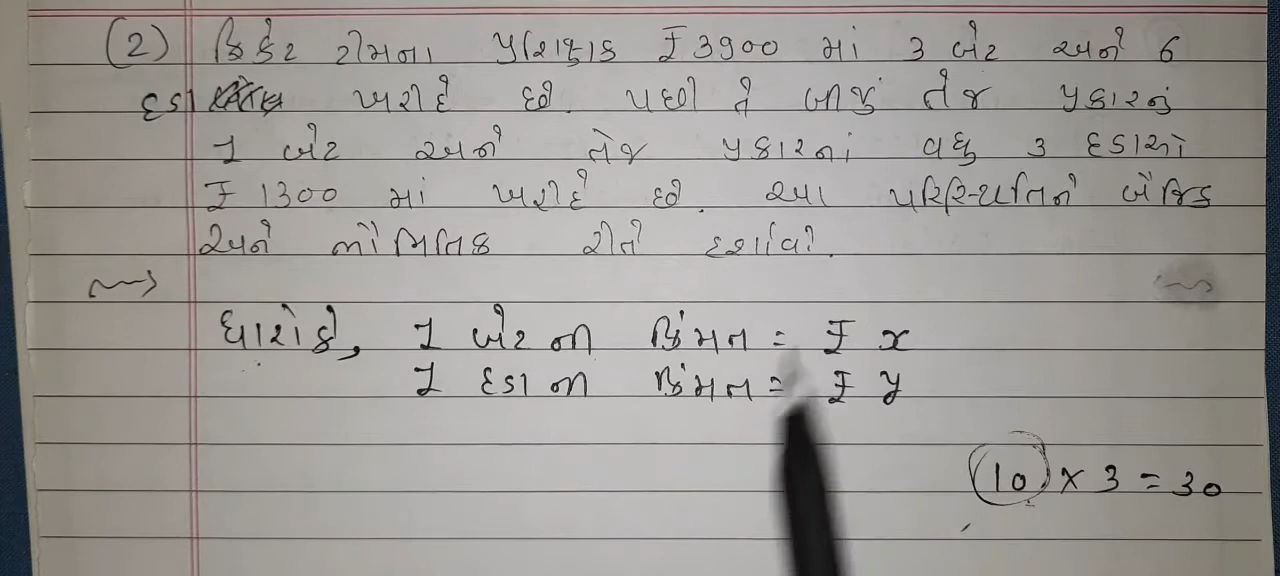 (2) ક્રિકેટ ટીમના પ્રશિક્ષક ₹ 3900 માં 3 બેટ અને 6
દડા ખરીદે છે. પછી તે બીજું તેજ પ્રકારનું
1 બેટ અને તેજ પ્રકારનાં વધુ 3 દડાઓ
₹ 1300 માં ખરીદે છે. આ પરિસ્થતિને બૈજિક
અને ભૌમિતિક રીતે દર્શાવો.
ધારોકે, 1 બેટ ની કિંમત = ₹ x
1 દડા ની કિંમત = ₹ y
10 × 3 = 30